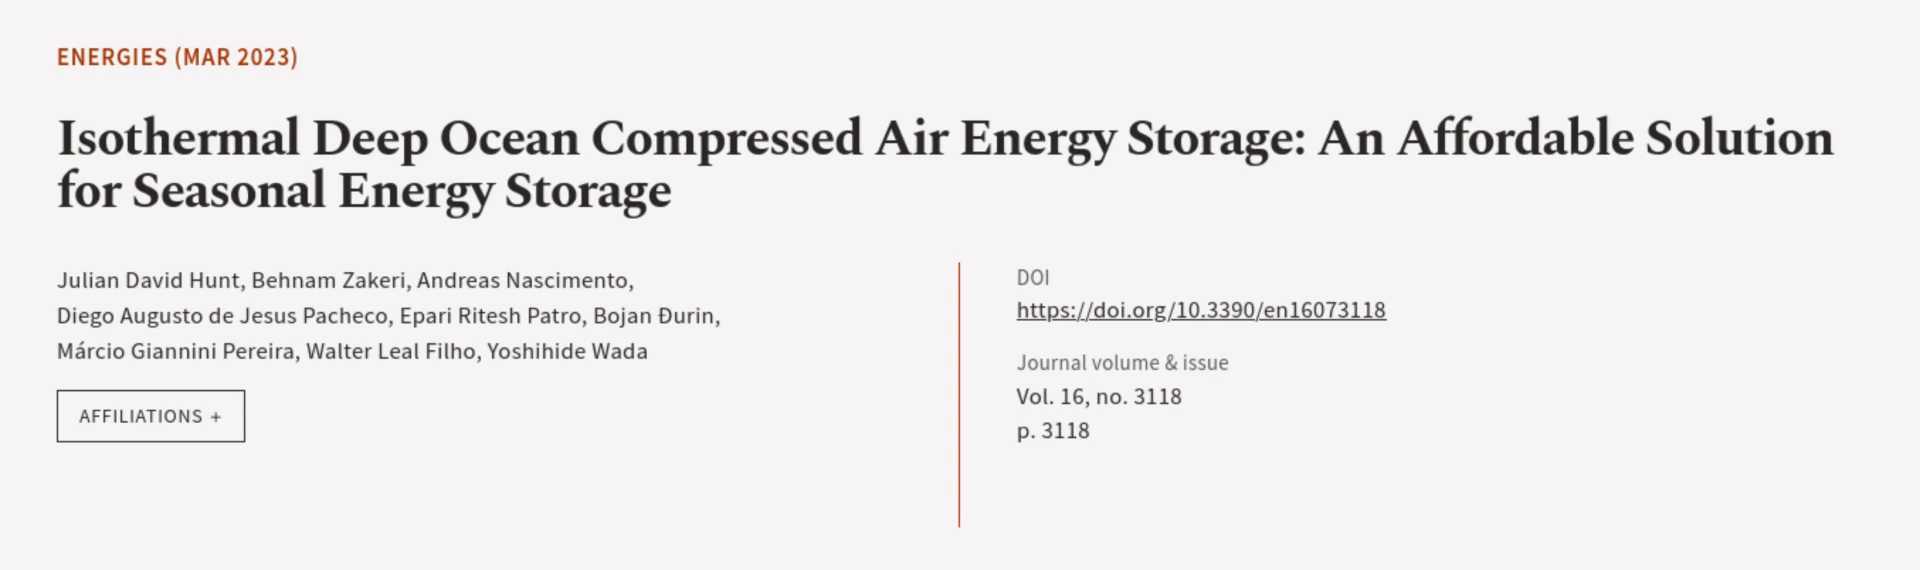 ENERGIES (MAR 2023)
Isothermal Deep Ocean Compressed Air Energy Storage: An Affordable Solution
for Seasonal Energy Storage
Julian David Hunt, Behnam Zakeri, Andreas Nascimento,
Diego Augusto de Jesus Pacheco, Epari Ritesh Patro, Bojan Đurin,
Márcio Giannini Pereira, Walter Leal Filho, Yoshihide Wada
AFFILIATIONS +
DOI
https://doi.org/10.3390/en16073118
Journal volume & issue
Vol. 16, no. 3118
p. 3118